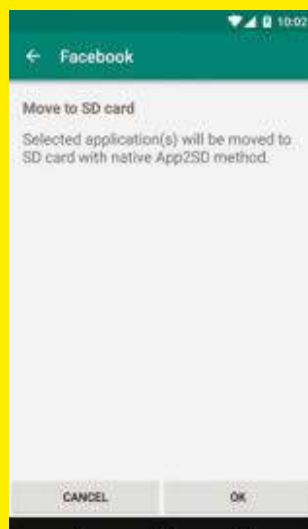 10:02
Facebook
Move to SD card
Selected application(s) will be moved to
SD card with native App2SD method.
CANCEL
OK